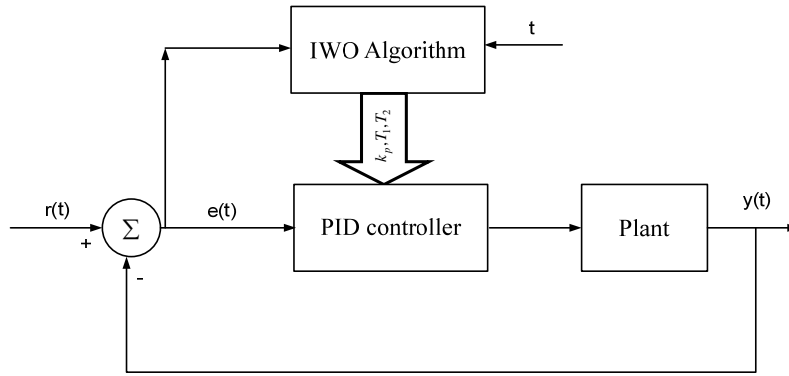 IWO Algorithm
t
k_p, T_1, T_2
r(t)
+
Σ
-
e(t)
PID controller
Plant
y(t)